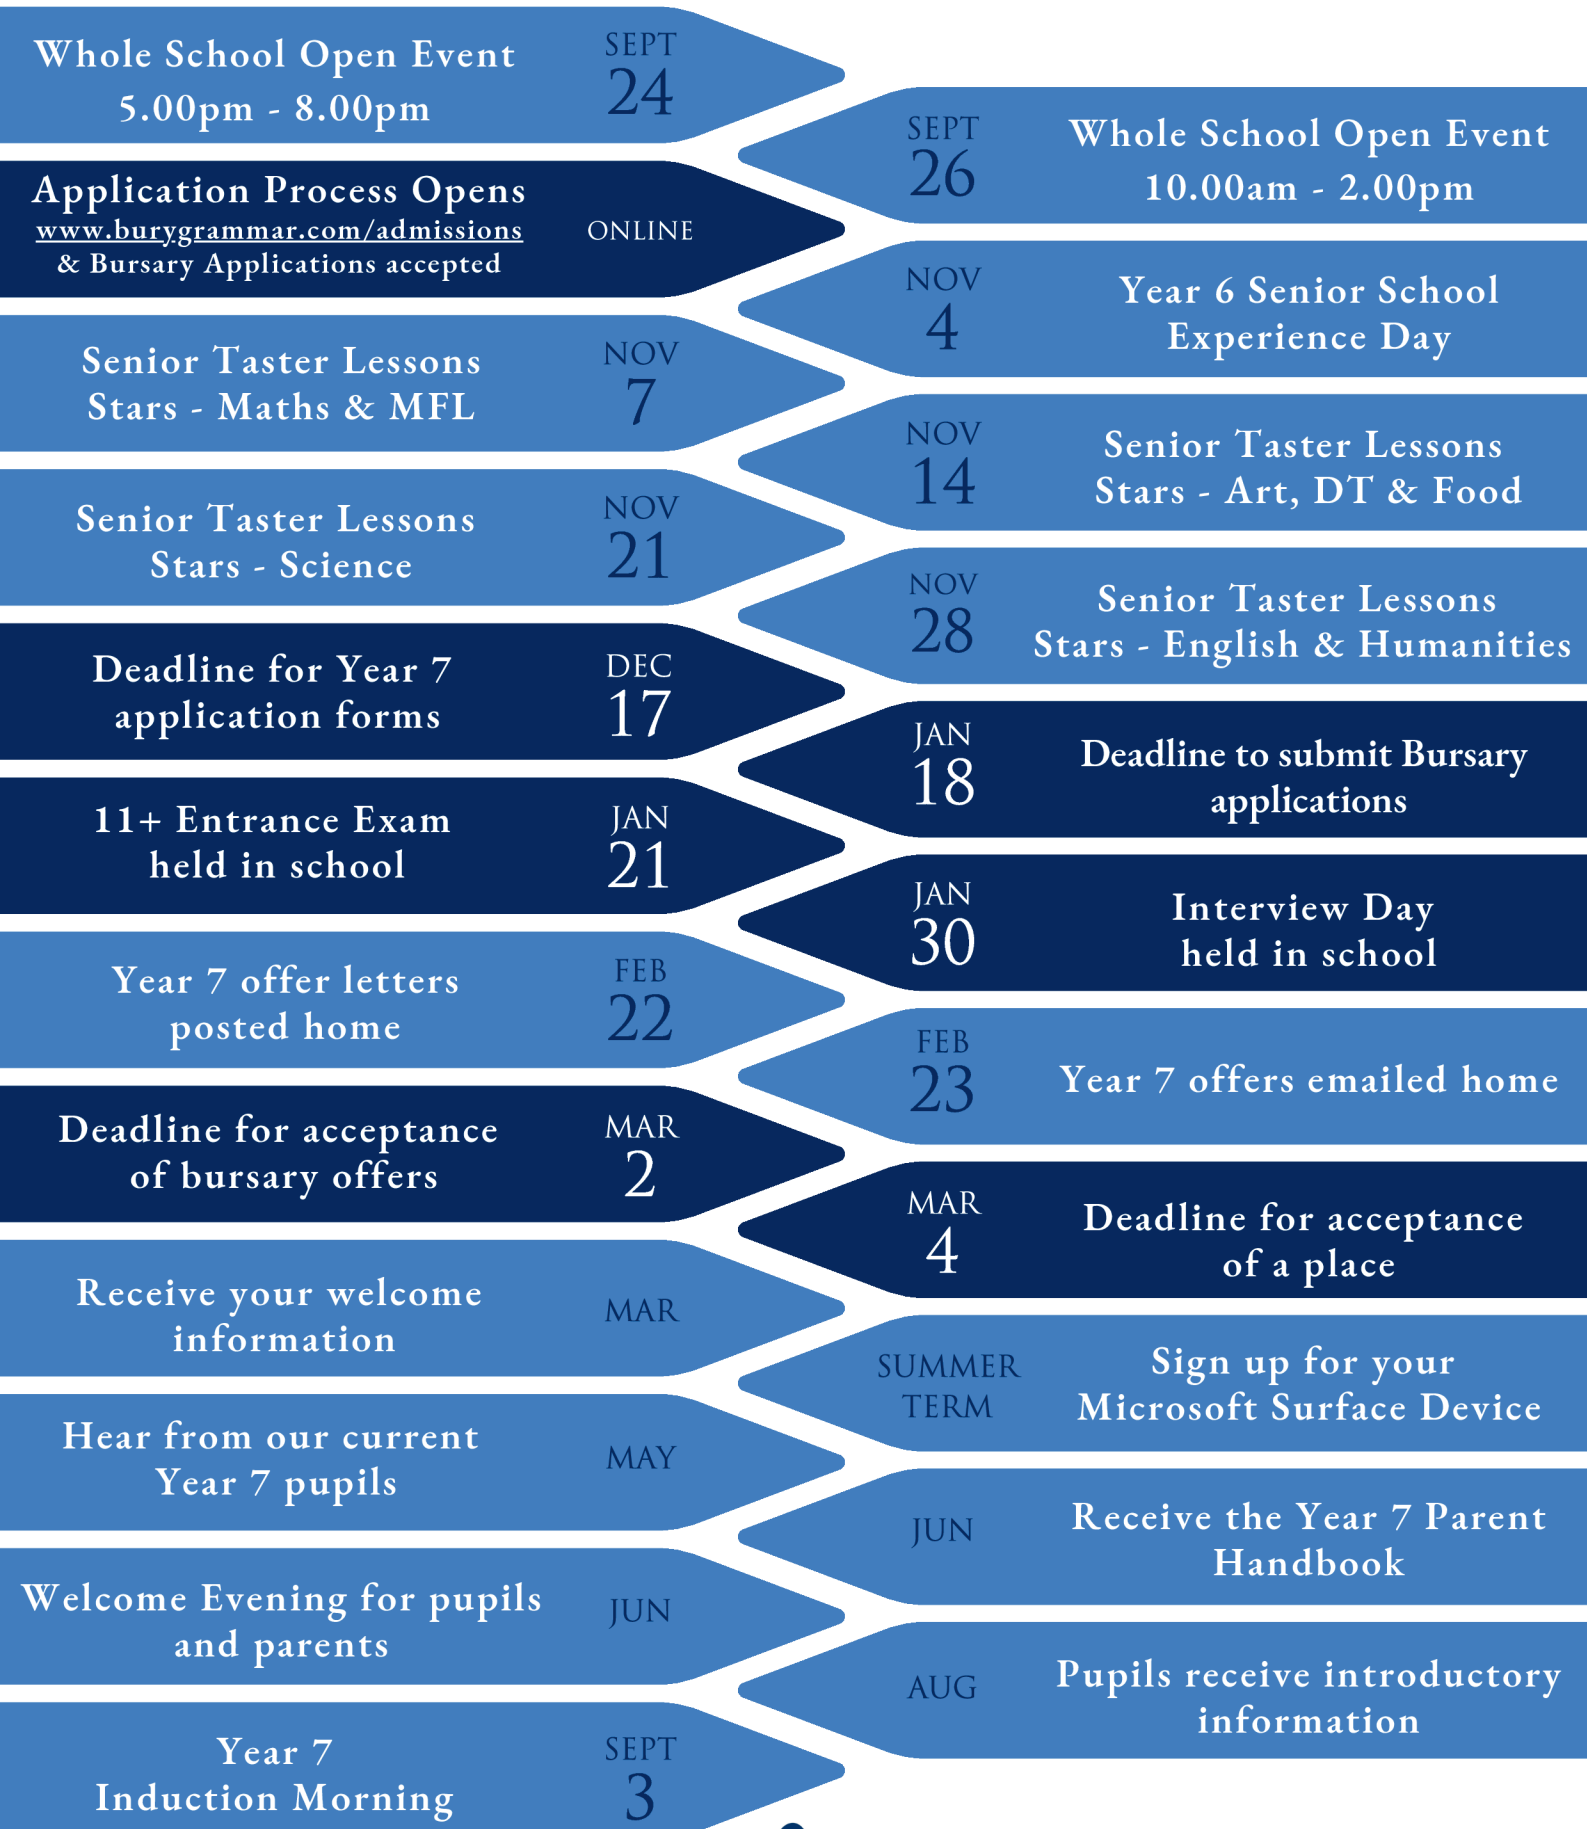 Whole School Open Event
5.00pm - 8.00pm
SEPT
24
SEPT
26
Whole School Open Event
10.00am - 2.00pm
Application Process Opens
www.burygrammar.com/admissions
& Bursary Applications accepted
ONLINE
NOV
4
Year 6 Senior School
Experience Day
Senior Taster Lessons
Stars - Maths & MFL
NOV
7
NOV
14
Senior Taster Lessons
Stars - Art, DT & Food
Senior Taster Lessons
Stars - Science
NOV
21
NOV
28
Senior Taster Lessons
Stars - English & Humanities
Deadline for Year 7
application forms
DEC
17
JAN
18
Deadline to submit Bursary
applications
11+ Entrance Exam
held in school
JAN
21
JAN
30
Interview Day
held in school
Year 7 offer letters
posted home
FEB
22
FEB
23
Year 7 offers emailed home
Deadline for acceptance
of bursary offers
MAR
2
MAR
4
Deadline for acceptance
of a place
Receive your welcome
information
MAR
SUMMER
TERM
Sign up for your
Microsoft Surface Device
Hear from our current
Year 7 pupils
MAY
JUN
Receive the Year 7 Parent
Handbook
Welcome Evening for pupils
and parents
JUN
AUG
Pupils receive introductory
information
Year 7
Induction Morning
SEPT
3